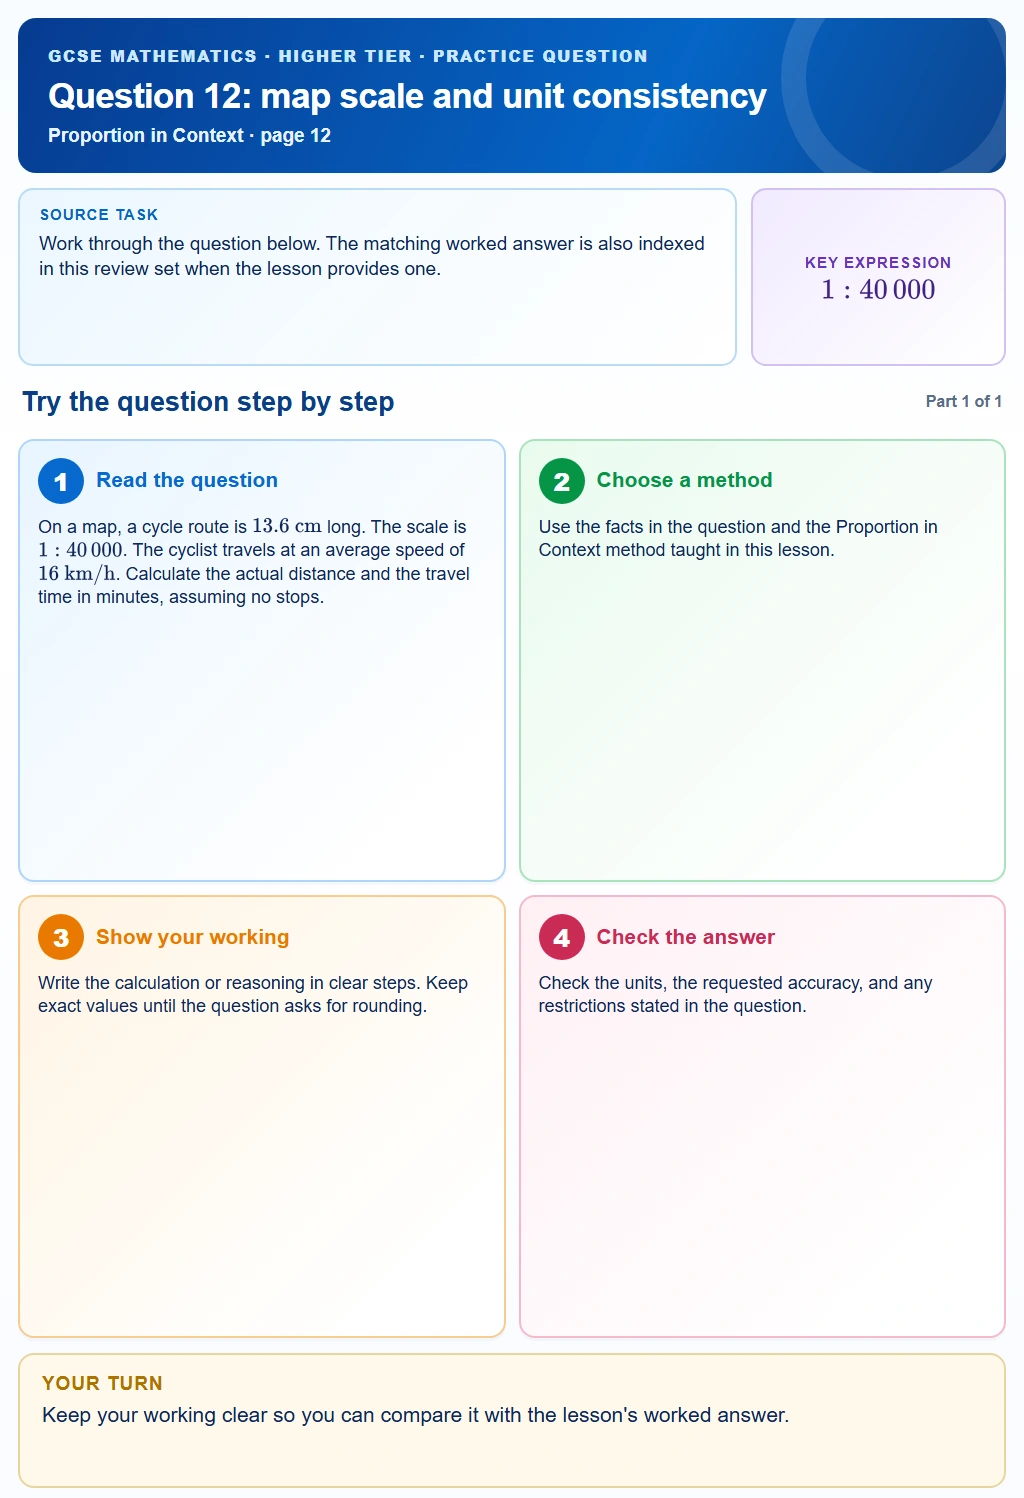 GCSE MATHEMATICS · HIGHER TIER · PRACTICE QUESTION
Question 12: map scale and unit consistency
Proportion in Context · page 12
SOURCE TASK
Work through the question below. The matching worked answer is also indexed
in this review set when the lesson provides one.
KEY EXPRESSION
1 : 40 000
Try the question step by step
Part 1 of 1
1 Read the question
On a map, a cycle route is 13.6 cm long. The scale is
1 : 40 000. The cyclist travels at an average speed of
16 km/h. Calculate the actual distance and the travel
time in minutes, assuming no stops.
2 Choose a method
Use the facts in the question and the Proportion in
Context method taught in this lesson.
3 Show your working
Write the calculation or reasoning in clear steps. Keep
exact values until the question asks for rounding.
4 Check the answer
Check the units, the requested accuracy, and any
restrictions stated in the question.
YOUR TURN
Keep your working clear so you can compare it with the lesson's worked answer.